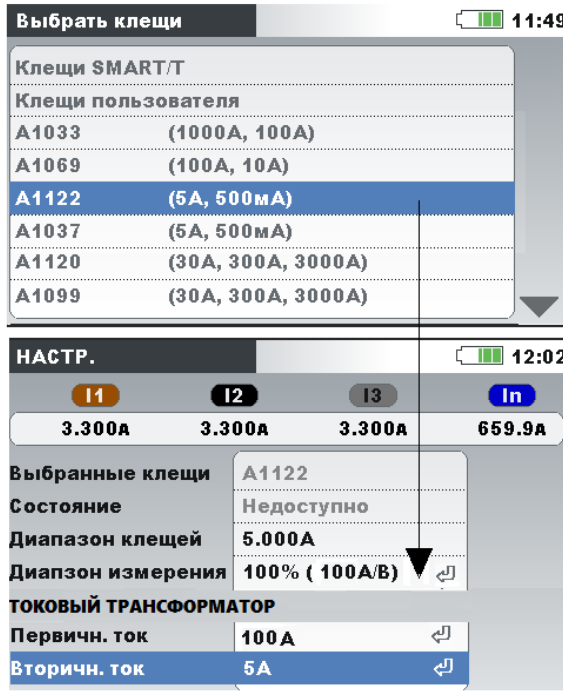 Выбрать клещи 11:49
Клещи SMART/T
Клещи пользователя
A1033 (1000A, 100A)
A1069 (100A, 10A)
A1122 (5A, 500мA)
A1037 (5A, 500мA)
A1120 (30A, 300A, 3000A)
A1099 (30A, 300A, 3000A)
НАСТР. 12:02
I1 I2 I3 In
3.300A 3.300A 3.300A 659.9A
Выбранные клещи A1122
Состояние Недоступно
Диапазон клещей 5.000A
Диапзон измерения 100% ( 100A/B)
ТОКОВЫЙ ТРАНСФОРМАТОР
Первичн. ток 100A
Вторичн. ток 5A